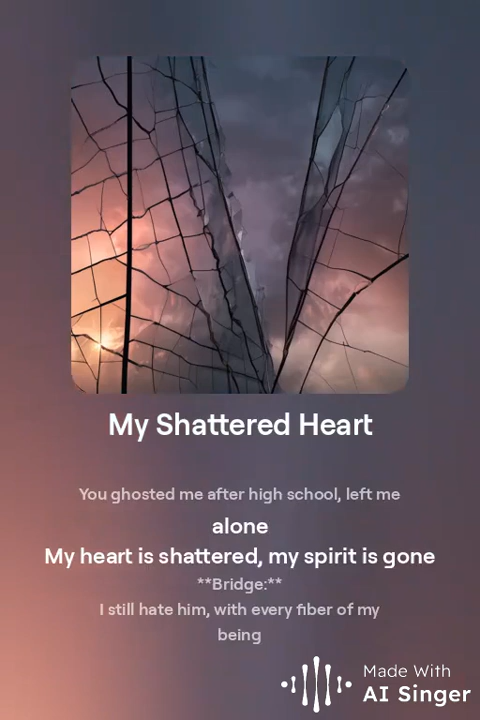 My Shattered Heart
You ghosted me after high school, left me
alone
My heart is shattered, my spirit is gone
**Bridge:**
I still hate him, with every fiber of my
being
Made With
AI Singer